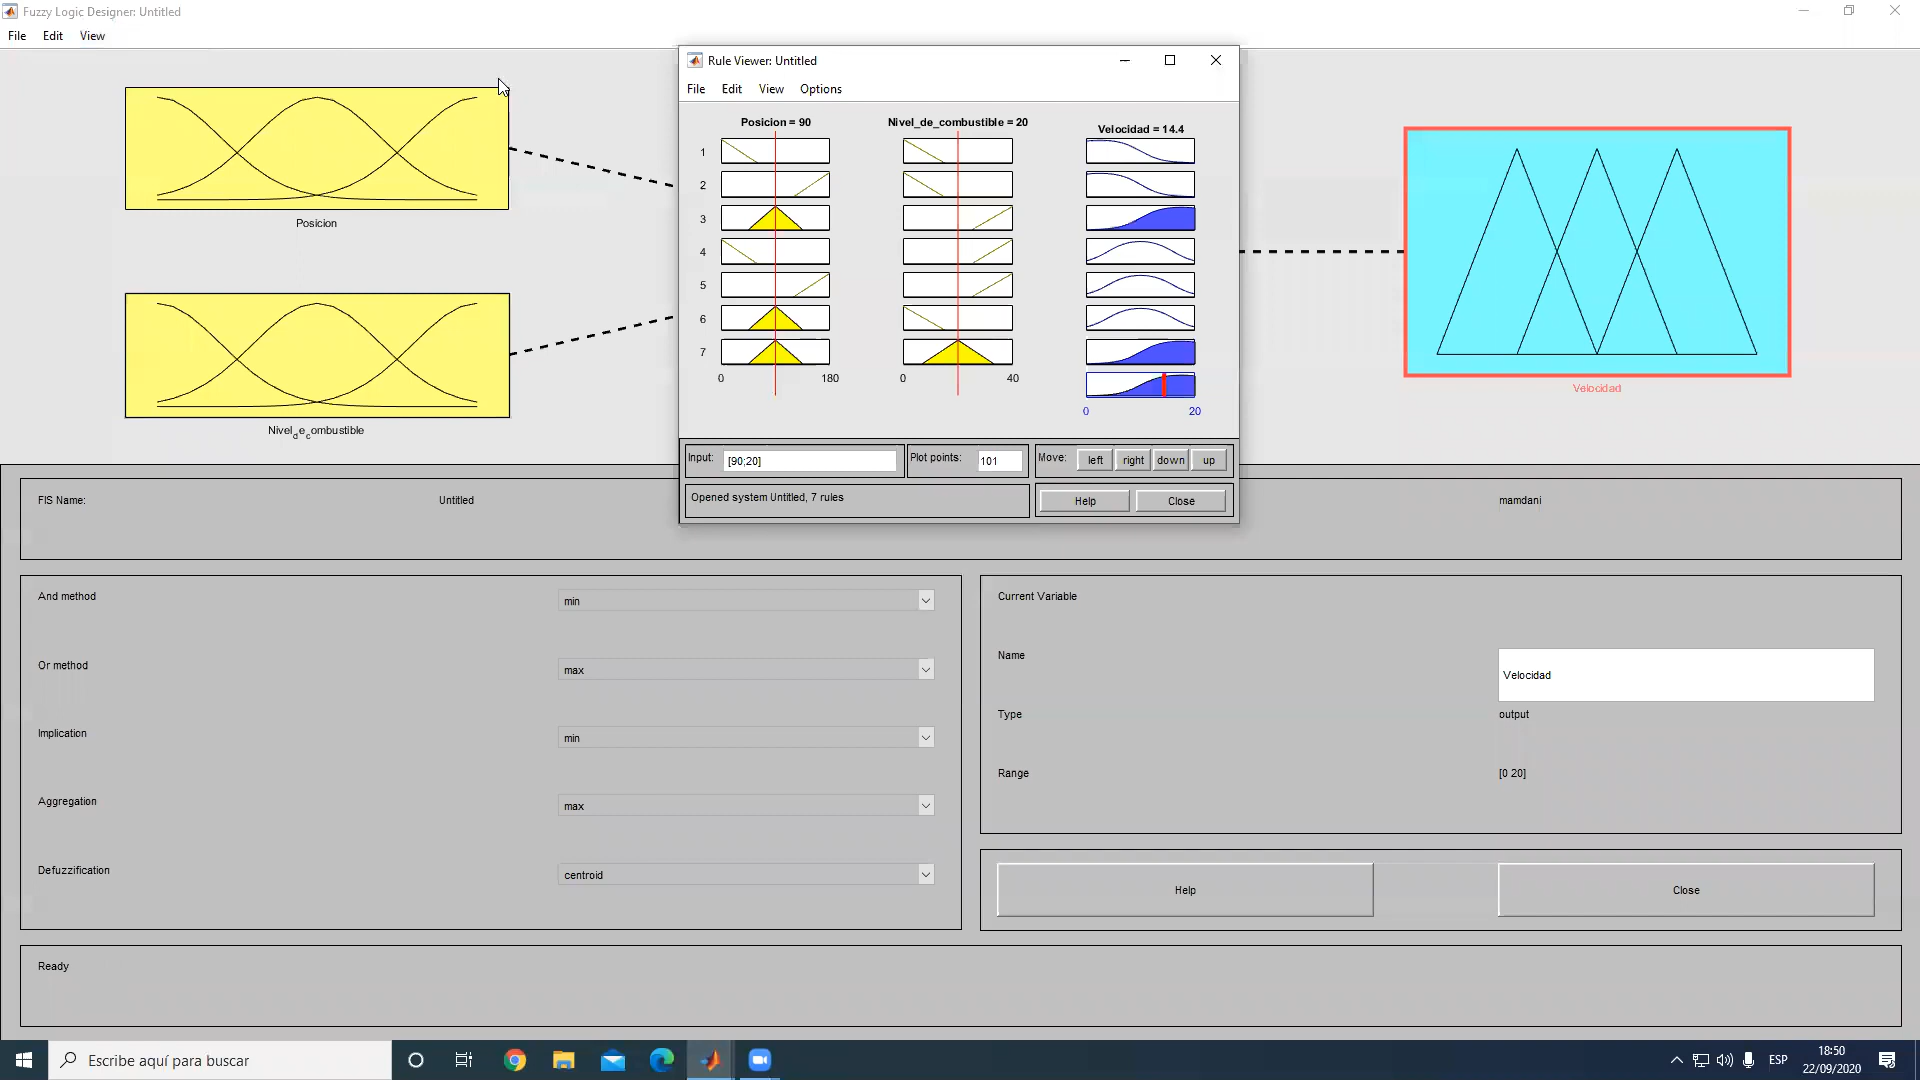 Fuzzy Logic Designer: Untitled
File Edit View
Posicion
Nivel_de_combustible
Rule Viewer: Untitled
File Edit View Options
Posicion = 90
Nivel_de_combustible = 20
Velocidad = 14.4
1
2
3
4
5
6
7
0 180
0 40
0 20
Input: [90;20]
Plot points: 101
Move: left right down up
Opened system Untitled, 7 rules
Help Close
Velocidad
FIS Name: Untitled
mamdani
And method min
Or method max
Implication min
Aggregation max
Defuzzification centroid
Current Variable
Name Velocidad
Type output
Range [0 20]
Help Close
Ready
Escribe aquí para buscar
ESP
18:50
22/09/2020